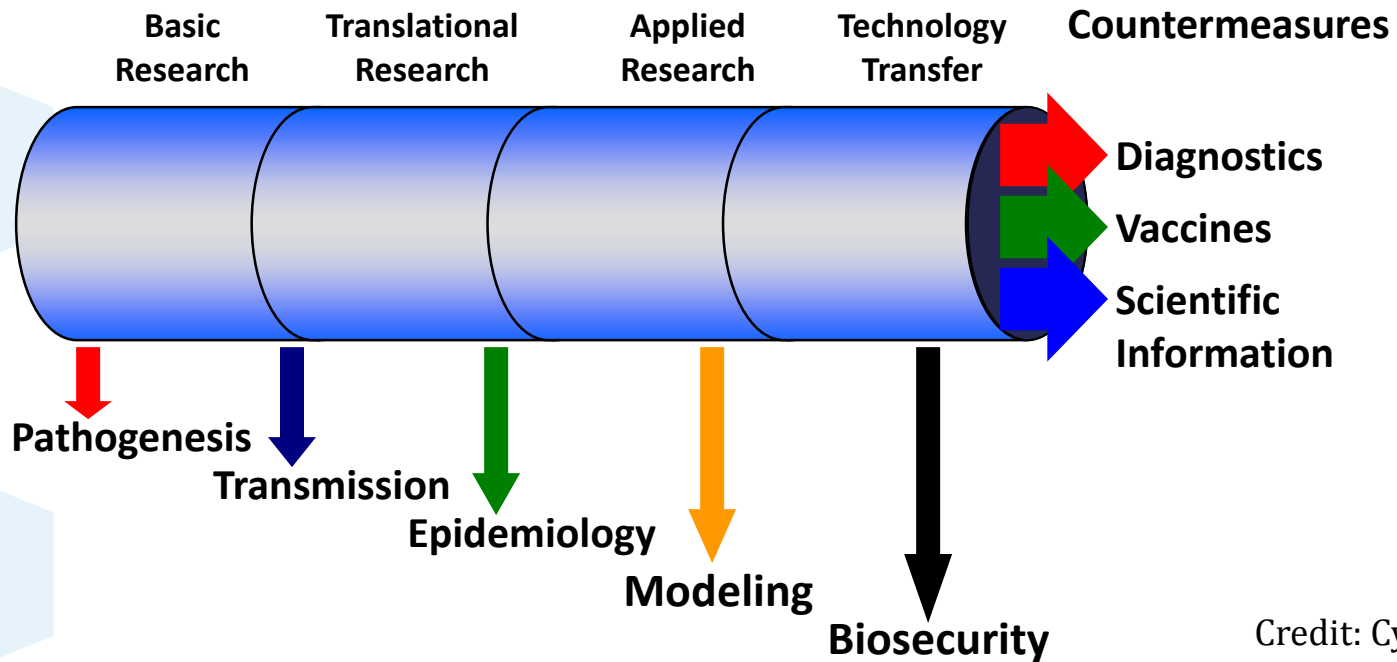 Basic
Research
Translational
Research
Applied
Research
Technology
Transfer
Countermeasures
Diagnostics
Vaccines
Scientific
Information
Pathogenesis
Transmission
Epidemiology
Modeling
Biosecurity
Credit: Cy